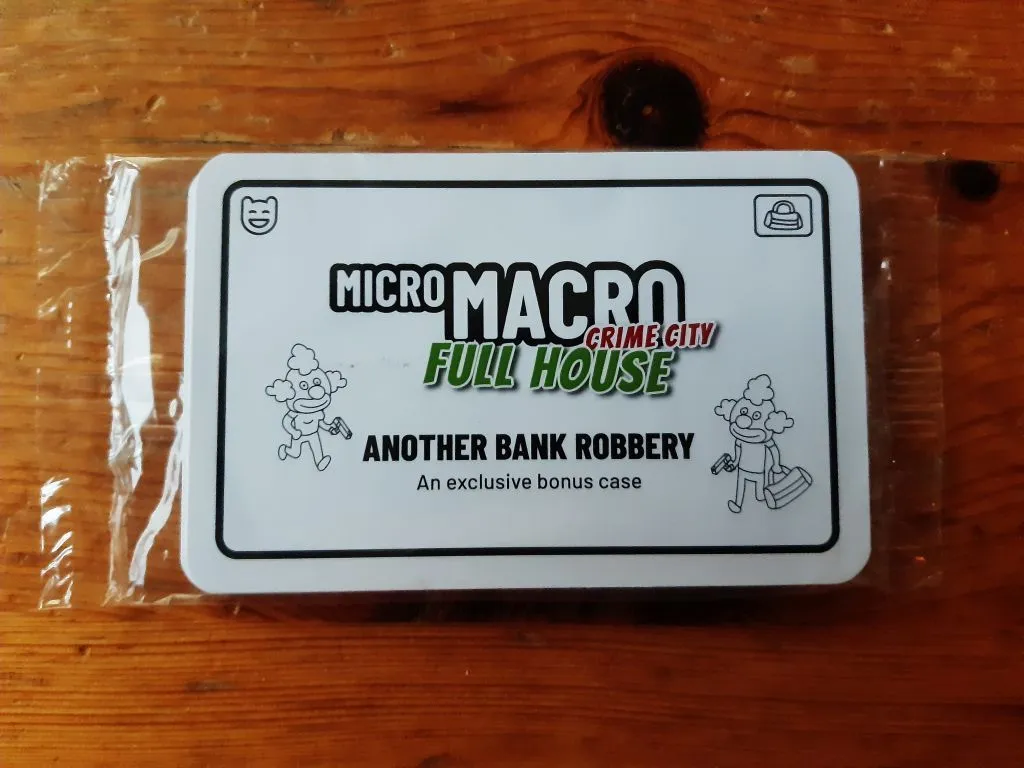 MICRO MACRO
CRIME CITY
FULL HOUSE
ANOTHER BANK ROBBERY
An exclusive bonus case